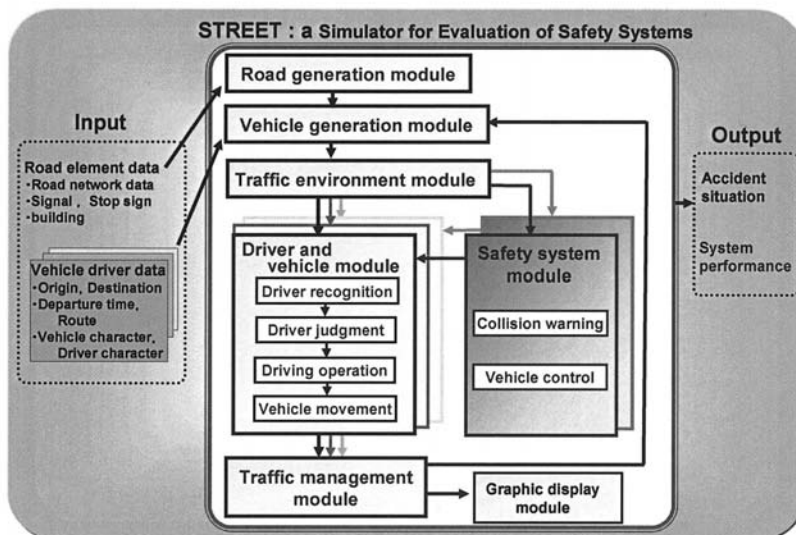 STREET : a Simulator for Evaluation of Safety Systems
Input
Road element data
・Road network data
・Signal , Stop sign
・building
Vehicle driver data
・Origin, Destination
・Departure time,
Route
・Vehicle character,
Driver character
Road generation module
Vehicle generation module
Traffic environment module
Driver and
vehicle module
Driver recognition
Driver judgment
Driving operation
Vehicle movement
Safety system
module
Collision warning
Vehicle control
Traffic management
module
Graphic display
module
Output
Accident
situation
System
performance